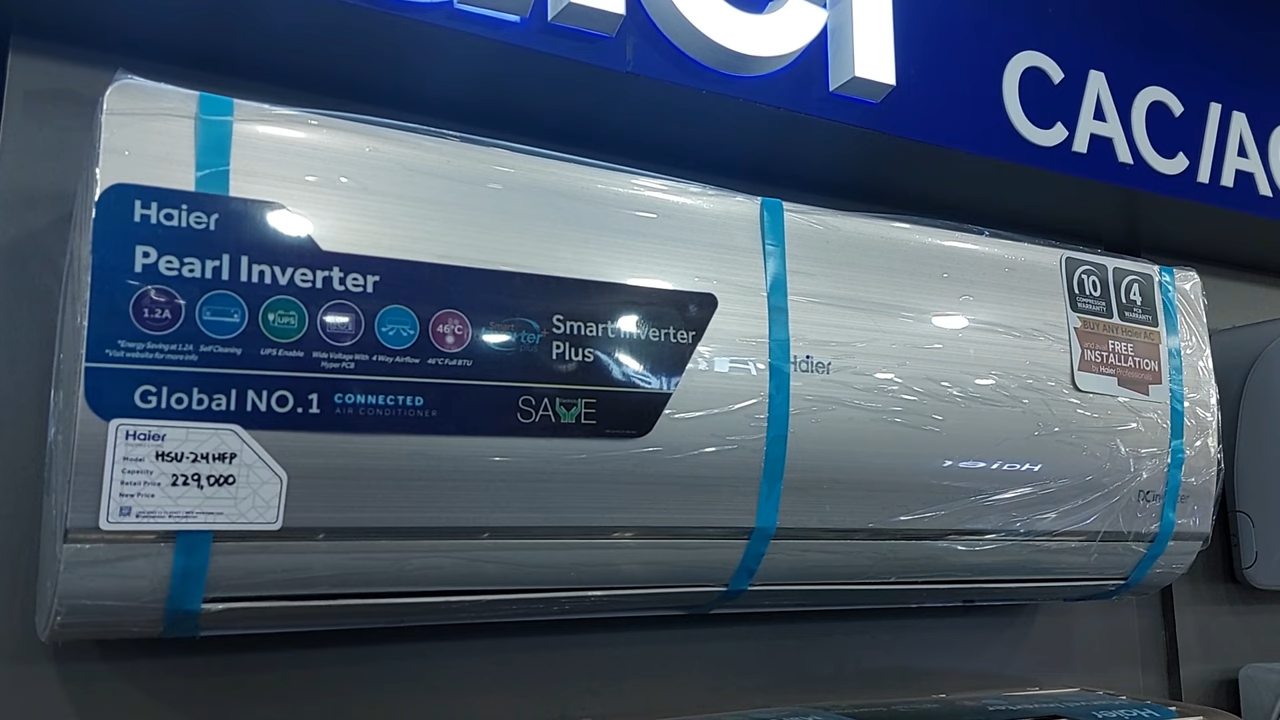 CAC/AC
Haier
Pearl Inverter
1.2A
UPS
46°C
*Energy Saving at 1.2A
*Visit website for more info
Self Cleaning
UPS Enable
Wide Voltage With
Hyper PCB
4 Way Airflow
46°C Full BTU
Smart Inverter
Plus
Global NO.1
CONNECTED
AIR CONDITIONER
SAVE
Haier
Model HSU-24HFP
Capacity
Retail Price 229,000
New Price
Haier
10
COMPRESSOR
WARRANTY
4
PCB
WARRANTY
BUY ANY Haier AC
and avail FREE
INSTALLATION
by Haier Professionals
Haier